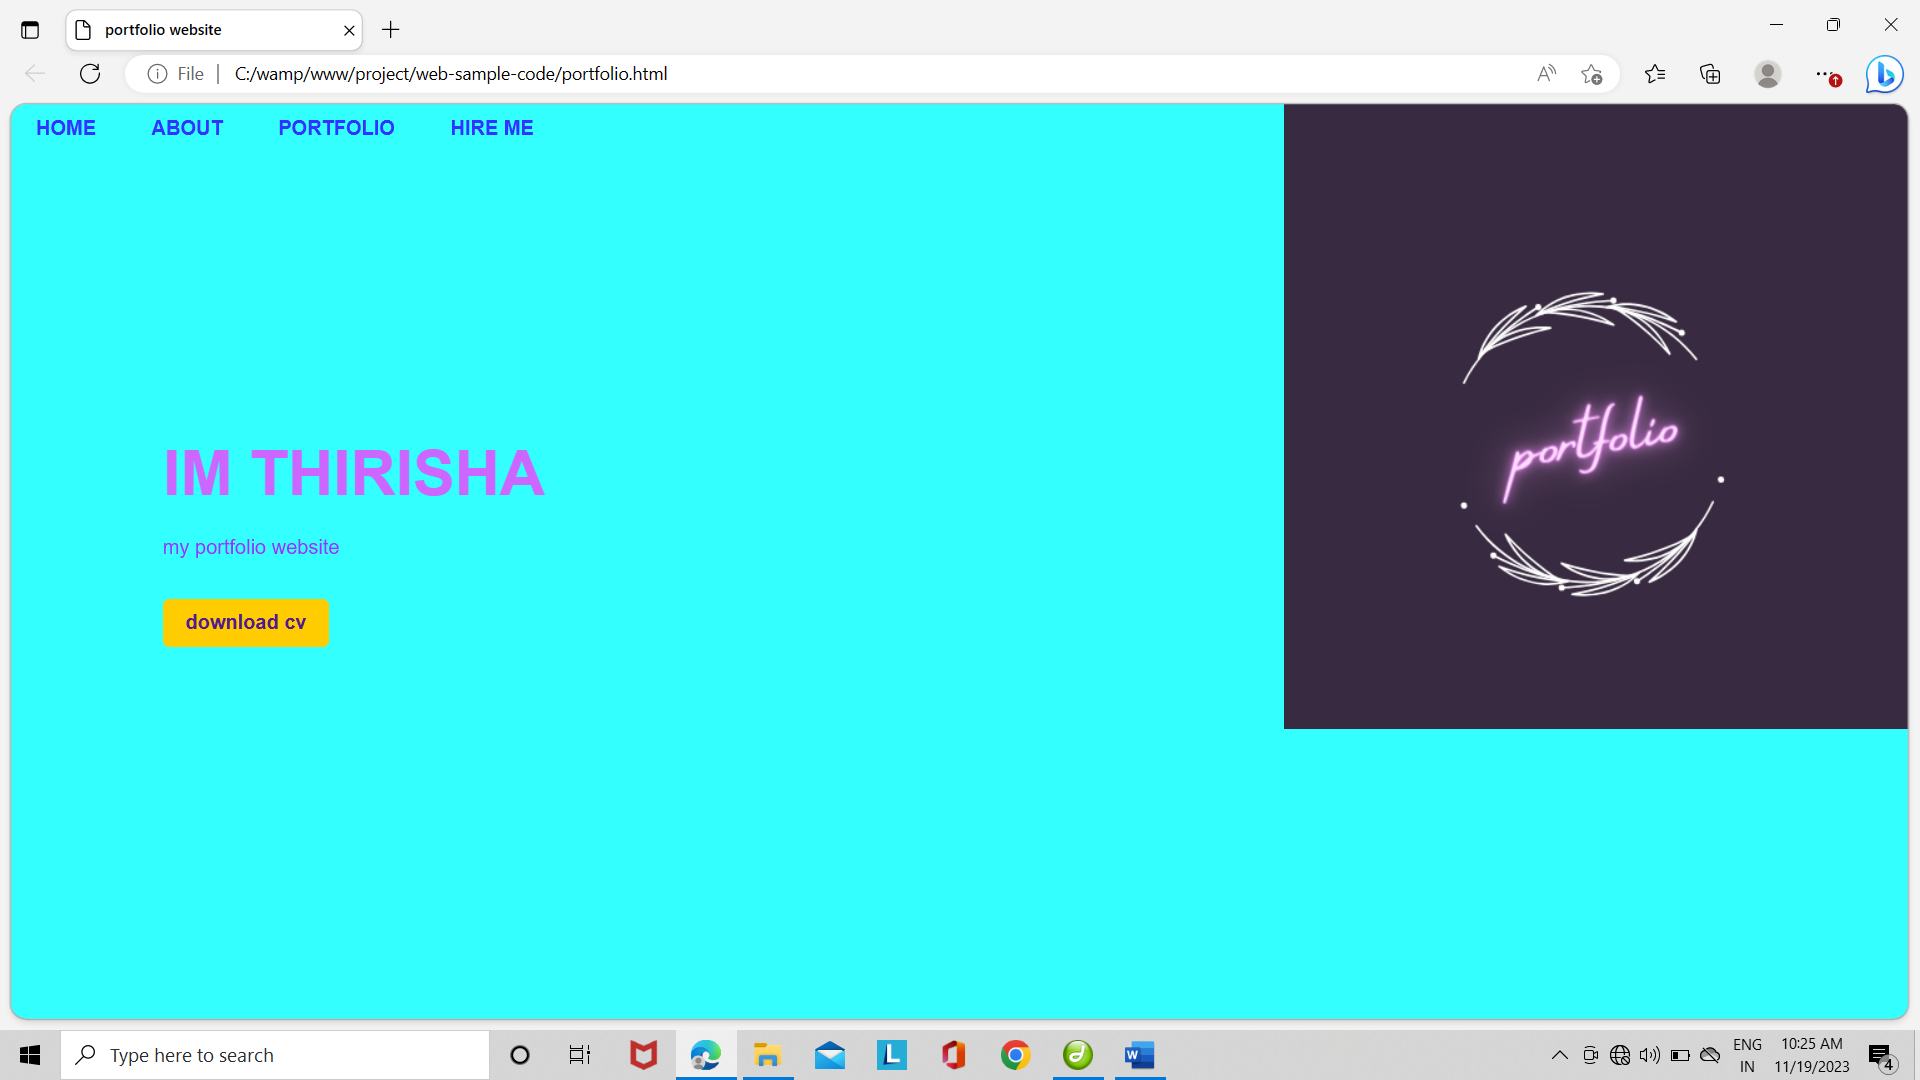 portfolio website
File
C:/wamp/www/project/web-sample-code/portfolio.html
HOME ABOUT PORTFOLIO HIRE ME
portfolio
IM THIRISHA
my portfolio website
download cv
Type here to search
ENG
IN
10:25 AM
11/19/2023
4